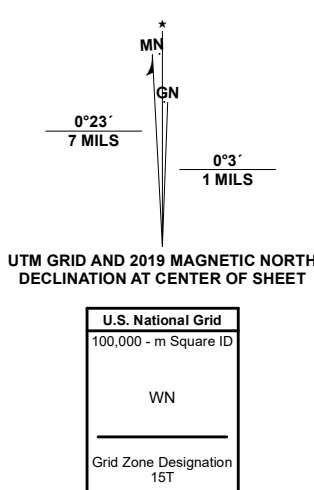 MN
GN
0°23´
7 MILS
0°3´
1 MILS
UTM GRID AND 2019 MAGNETIC NORTH
DECLINATION AT CENTER OF SHEET
U.S. National Grid
100,000 - m Square ID
WN
Grid Zone Designation
15T